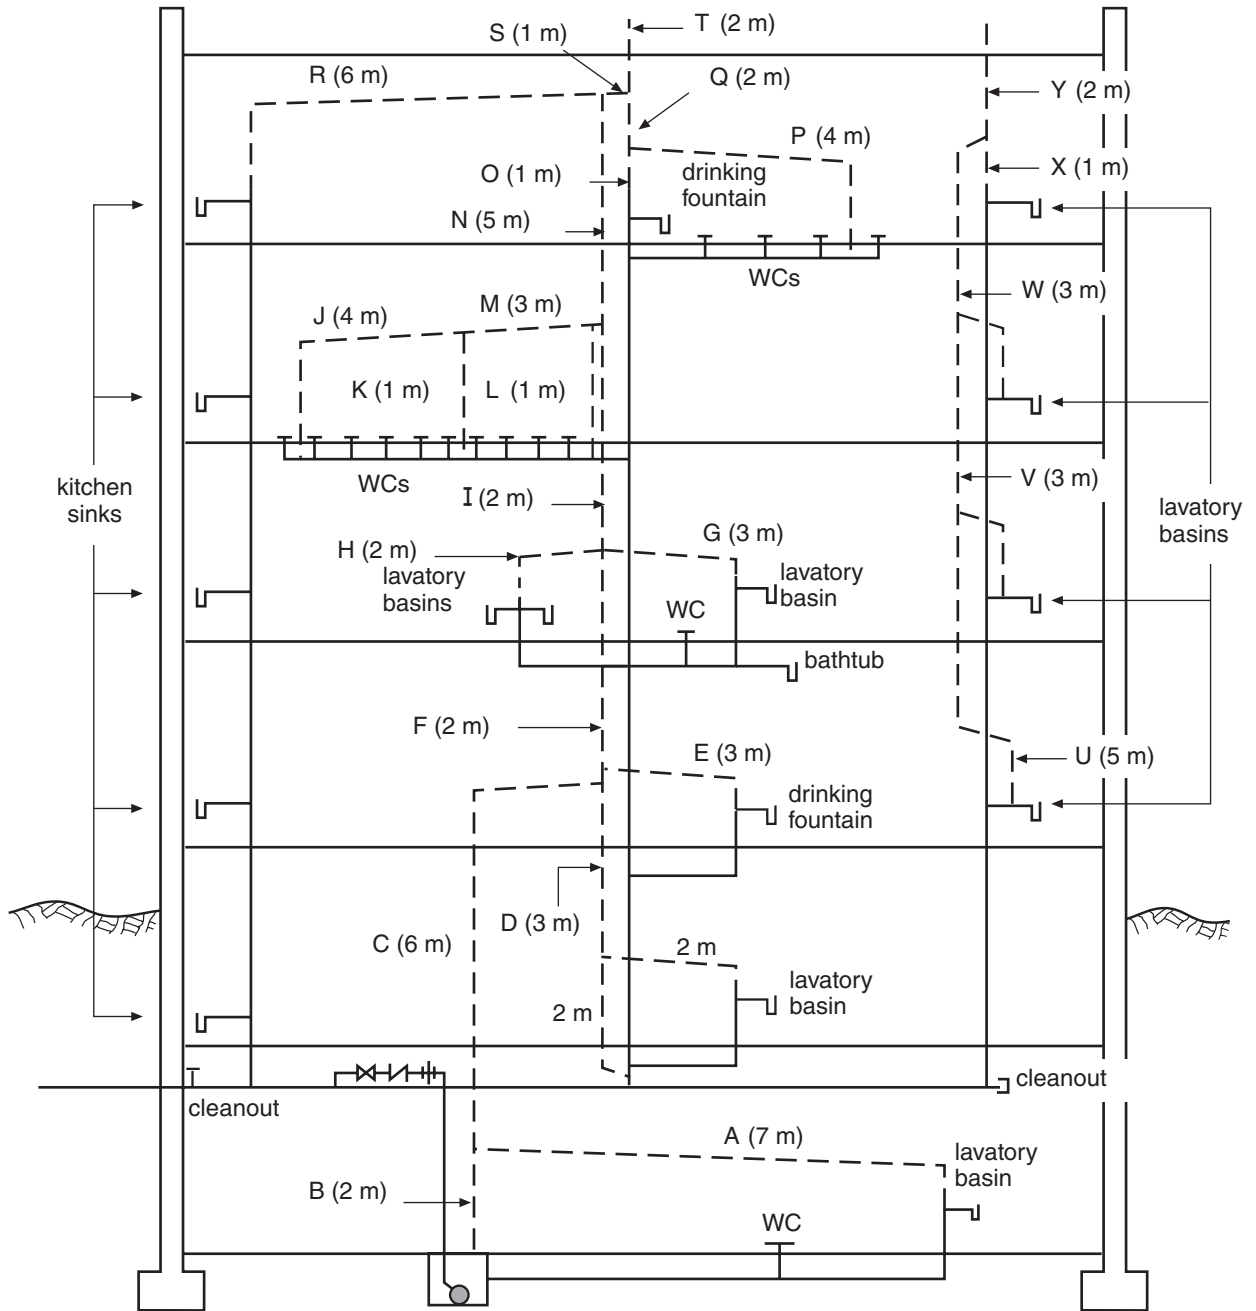 S (1 m)
T (2 m)
R (6 m)
Q (2 m)
Y (2 m)
P (4 m)
O (1 m)
drinking
fountain
X (1 m)
N (5 m)
WCs
J (4 m)
M (3 m)
W (3 m)
K (1 m)
L (1 m)
WCs
kitchen
sinks
I (2 m)
V (3 m)
lavatory
basins
H (2 m)
lavatory
basins
G (3 m)
lavatory
basin
WC
bathtub
F (2 m)
E (3 m)
U (5 m)
drinking
fountain
D (3 m)
C (6 m)
2 m
lavatory
basin
2 m
cleanout
cleanout
A (7 m)
lavatory
basin
B (2 m)
WC